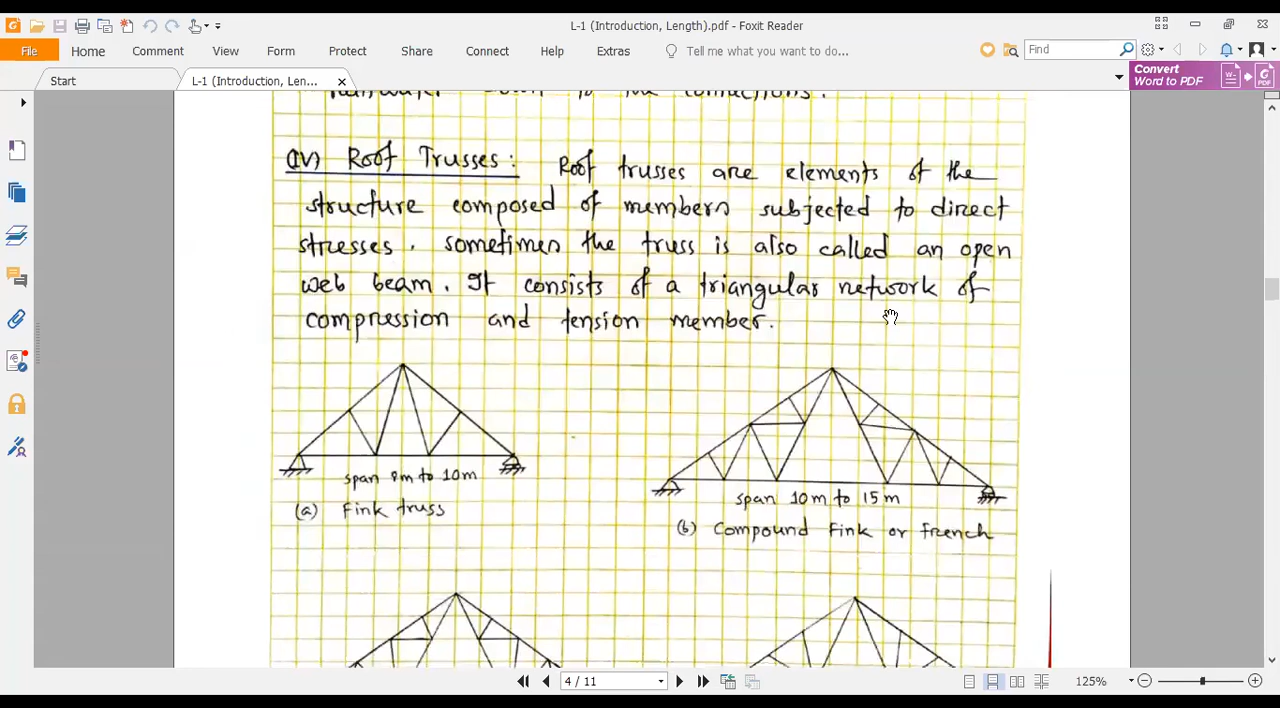 L-1 (Introduction, Length).pdf - Foxit Reader
File Home Comment View Form Protect Share Connect Help Extras Tell me what you want to do... Find
Start L-1 (Introduction, Len... Convert
Word to PDF
down to the
(IV) Roof Trusses : Roof trusses are elements of the
structure composed of members subjected to direct
stresses. sometimes the truss is also called an open
web beam. It consists of a triangular network of
compression and tension member.
span 9m to 10m
(a) Fink truss
span 10m to 15m
(b) Compound Fink or French
4 / 11 125%